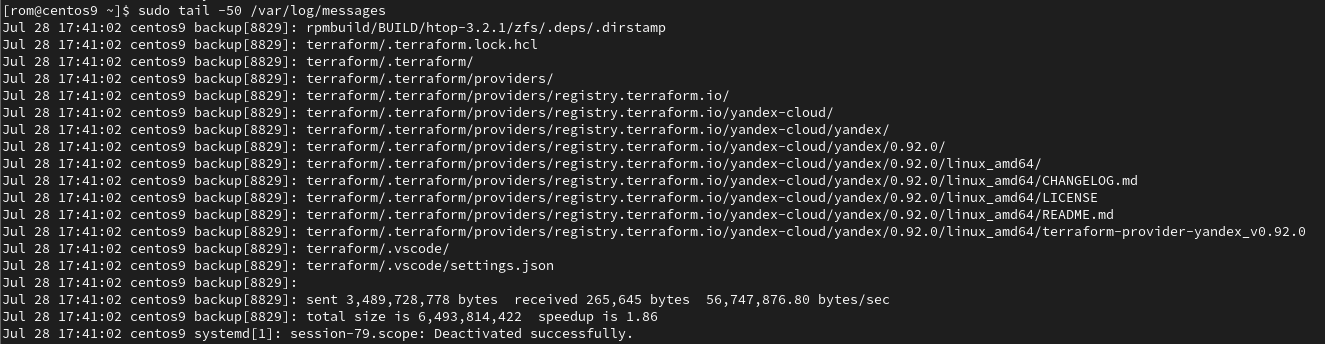 [rom@centos9 ~]$ sudo tail -50 /var/log/messages
Jul 28 17:41:02 centos9 backup[8829]: rpmbuild/BUILD/htop-3.2.1/zfs/.deps/.dirstamp
Jul 28 17:41:02 centos9 backup[8829]: terraform/.terraform.lock.hcl
Jul 28 17:41:02 centos9 backup[8829]: terraform/.terraform/
Jul 28 17:41:02 centos9 backup[8829]: terraform/.terraform/providers/
Jul 28 17:41:02 centos9 backup[8829]: terraform/.terraform/providers/registry.terraform.io/
Jul 28 17:41:02 centos9 backup[8829]: terraform/.terraform/providers/registry.terraform.io/yandex-cloud/
Jul 28 17:41:02 centos9 backup[8829]: terraform/.terraform/providers/registry.terraform.io/yandex-cloud/yandex/
Jul 28 17:41:02 centos9 backup[8829]: terraform/.terraform/providers/registry.terraform.io/yandex-cloud/yandex/0.92.0/
Jul 28 17:41:02 centos9 backup[8829]: terraform/.terraform/providers/registry.terraform.io/yandex-cloud/yandex/0.92.0/linux_amd64/
Jul 28 17:41:02 centos9 backup[8829]: terraform/.terraform/providers/registry.terraform.io/yandex-cloud/yandex/0.92.0/linux_amd64/CHANGELOG.md
Jul 28 17:41:02 centos9 backup[8829]: terraform/.terraform/providers/registry.terraform.io/yandex-cloud/yandex/0.92.0/linux_amd64/LICENSE
Jul 28 17:41:02 centos9 backup[8829]: terraform/.terraform/providers/registry.terraform.io/yandex-cloud/yandex/0.92.0/linux_amd64/README.md
Jul 28 17:41:02 centos9 backup[8829]: terraform/.terraform/providers/registry.terraform.io/yandex-cloud/yandex/0.92.0/linux_amd64/terraform-provider-yandex_v0.92.0
Jul 28 17:41:02 centos9 backup[8829]: terraform/.vscode/
Jul 28 17:41:02 centos9 backup[8829]: terraform/.vscode/settings.json
Jul 28 17:41:02 centos9 backup[8829]:
Jul 28 17:41:02 centos9 backup[8829]: sent 3,489,728,778 bytes  received 265,645 bytes  56,747,876.80 bytes/sec
Jul 28 17:41:02 centos9 backup[8829]: total size is 6,493,814,422  speedup is 1.86
Jul 28 17:41:02 centos9 systemd[1]: session-79.scope: Deactivated successfully.